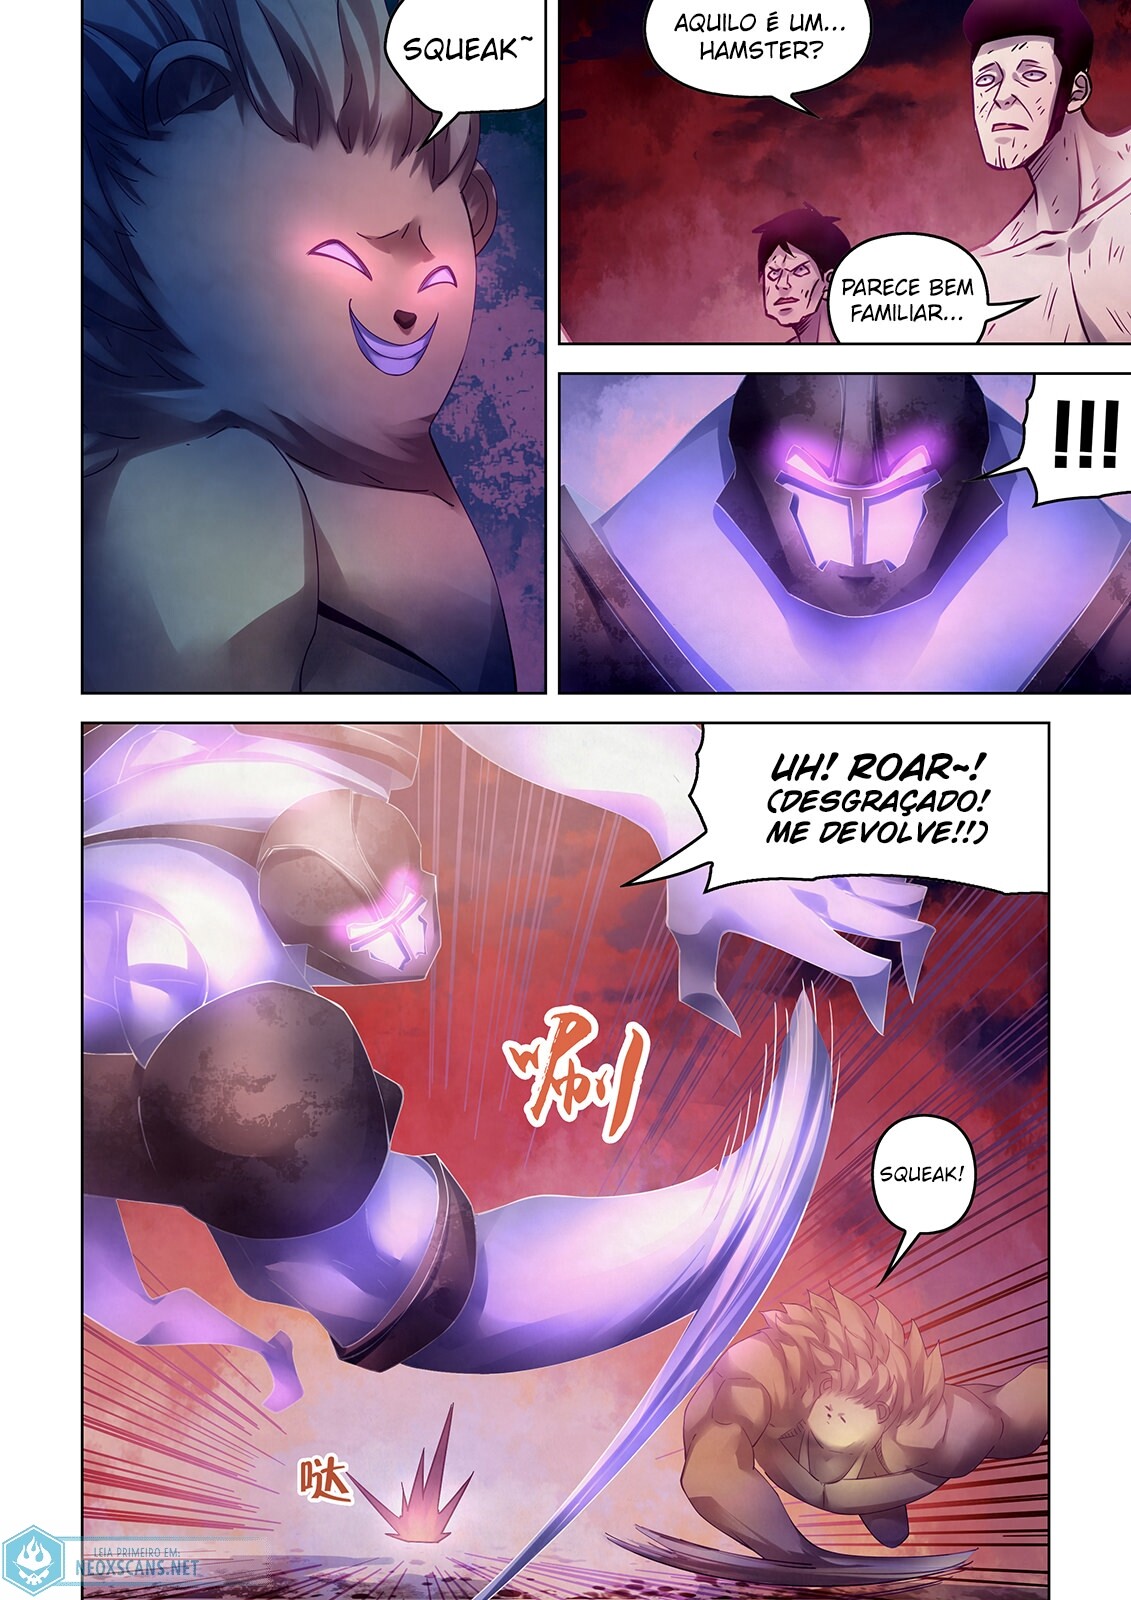 SQUEAK~
AQUILO É UM...
HAMSTER?
PARECE BEM
FAMILIAR...
!!!
UH! ROAR~!
(DESGRAÇADO!
ME DEVOLVE!!)
唰
SQUEAK!
哒
LEIA PRIMEIRO EM:
NEOXSCANS.NET